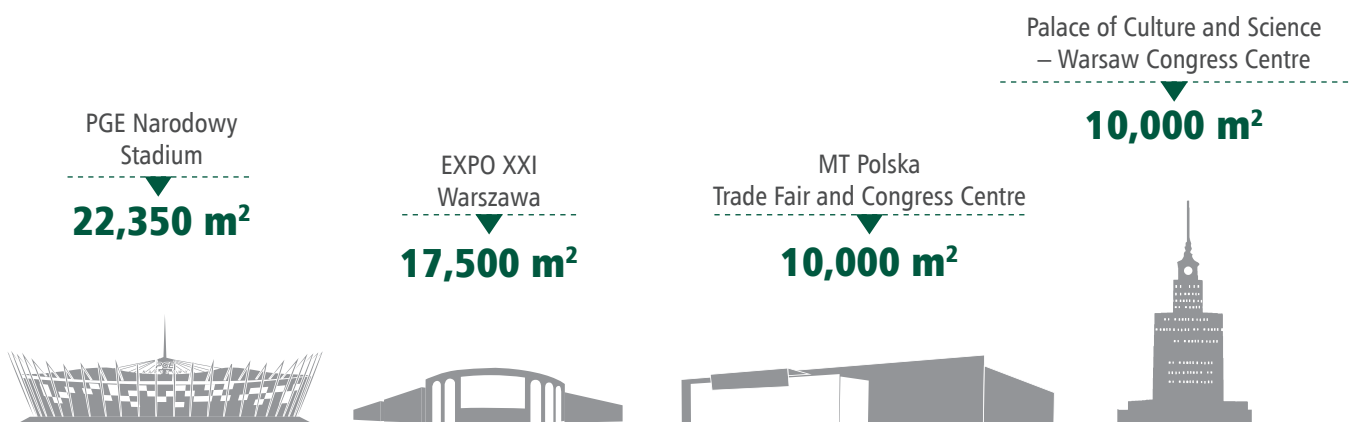 PGE Narodowy
Stadium
22,350 m²
EXPO XXI
Warszawa
17,500 m²
MT Polska
Trade Fair and Congress Centre
10,000 m²
Palace of Culture and Science
– Warsaw Congress Centre
10,000 m²
PGE